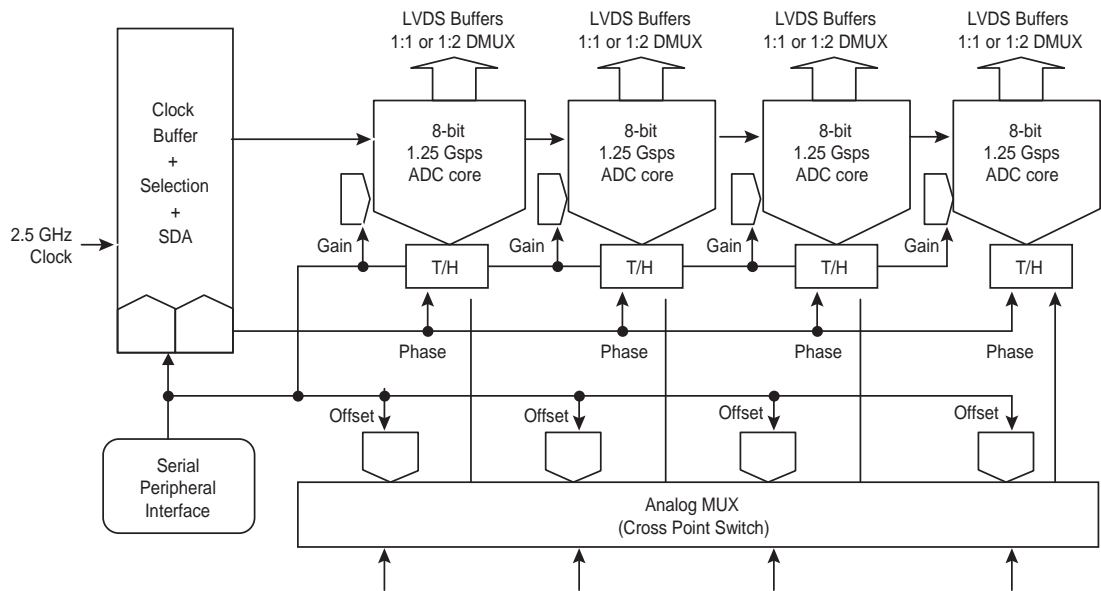 LVDS Buffers
1:1 or 1:2 DMUX
LVDS Buffers
1:1 or 1:2 DMUX
LVDS Buffers
1:1 or 1:2 DMUX
LVDS Buffers
1:1 or 1:2 DMUX
Clock
Buffer
+
Selection
+
SDA
8-bit
1.25 Gsps
ADC core
8-bit
1.25 Gsps
ADC core
8-bit
1.25 Gsps
ADC core
8-bit
1.25 Gsps
ADC core
2.5 GHz
Clock
Gain
Gain
Gain
Gain
T/H
T/H
T/H
T/H
Phase
Phase
Phase
Phase
Offset
Offset
Offset
Offset
Serial
Peripheral
Interface
Analog MUX
(Cross Point Switch)